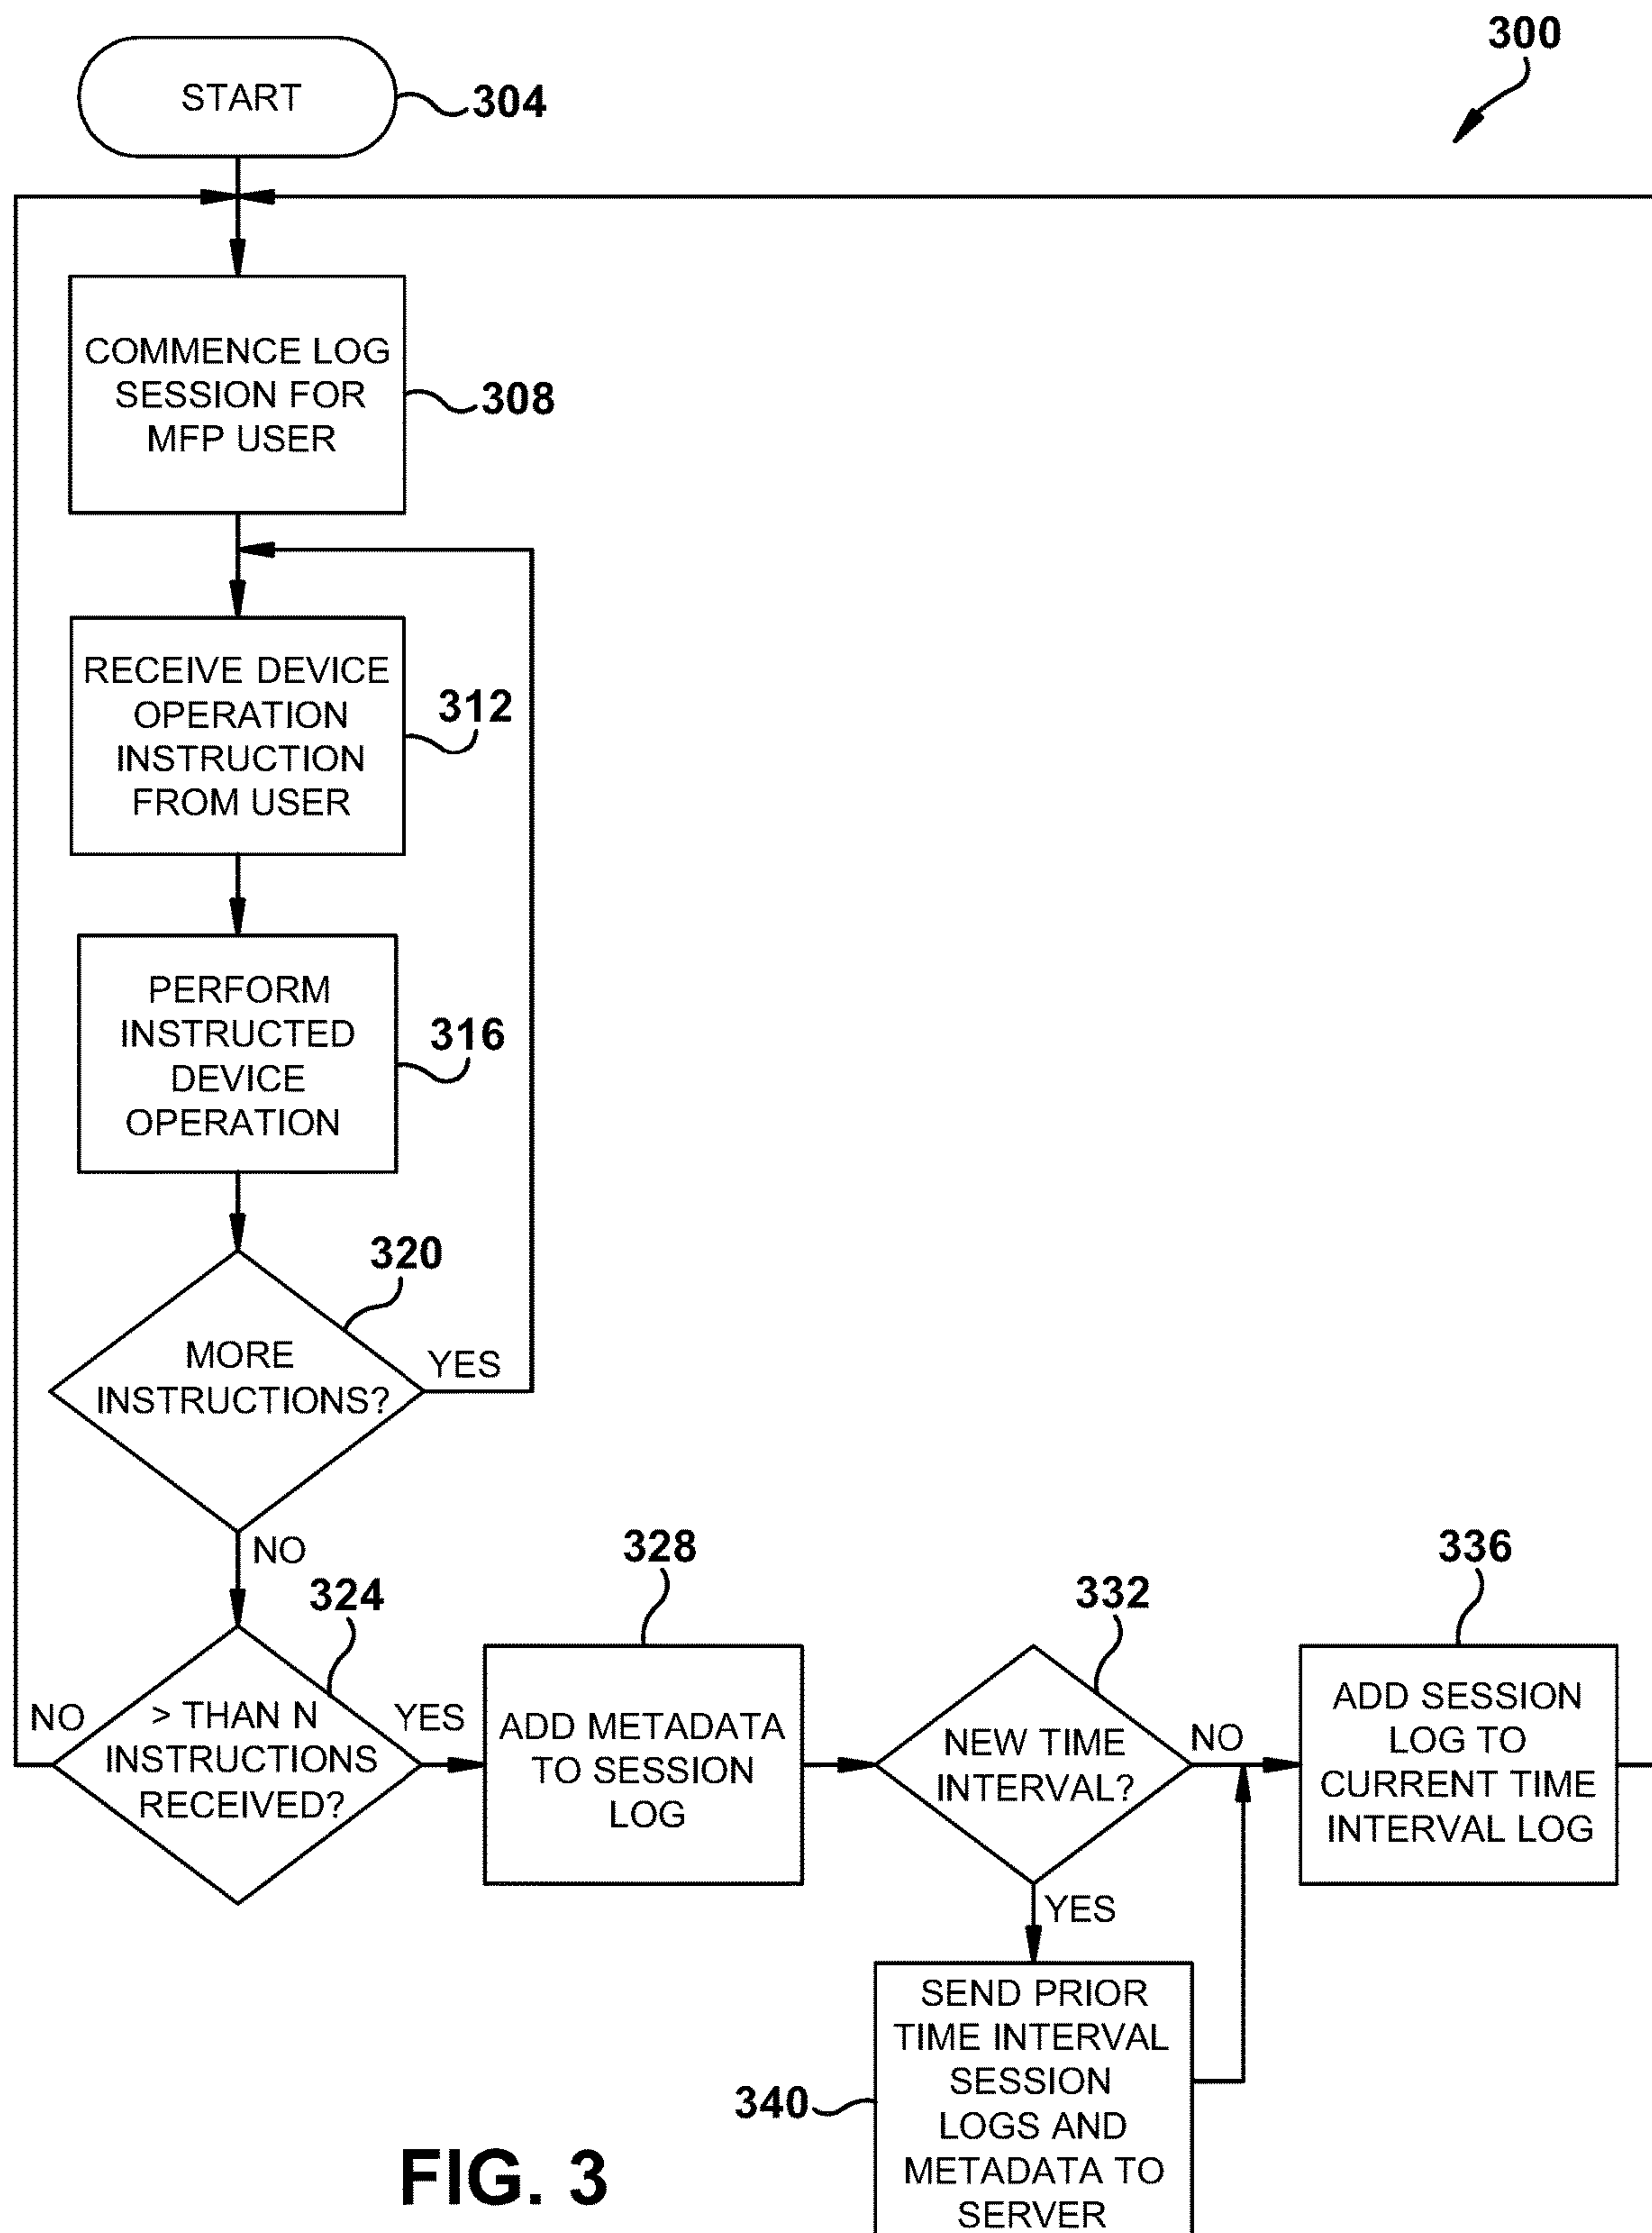 300
START
304
COMMENCE LOG
SESSION FOR
MFP USER
308
RECEIVE DEVICE
OPERATION
INSTRUCTION
FROM USER
312
PERFORM
INSTRUCTED
DEVICE
OPERATION
316
320
MORE
INSTRUCTIONS?
YES
NO
324
> THAN N
INSTRUCTIONS
RECEIVED?
NO
YES
328
ADD METADATA
TO SESSION
LOG
332
NEW TIME
INTERVAL?
NO
YES
336
ADD SESSION
LOG TO
CURRENT TIME
INTERVAL LOG
340
SEND PRIOR
TIME INTERVAL
SESSION
LOGS AND
METADATA TO
SERVER
FIG. 3